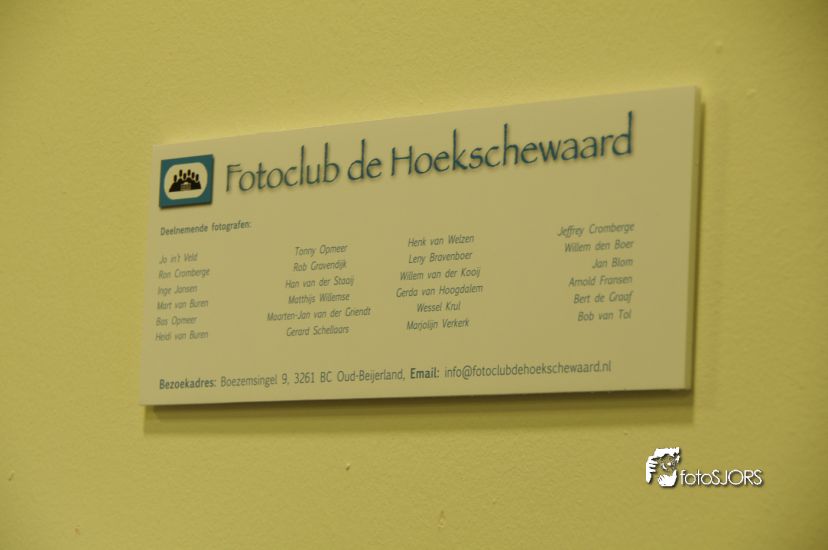 Fotoclub de Hoekschewaard
Deelnemende fotografen:
Jo in't Veld
Ron Cromberge
Inge Jansen
Mart van Buren
Bas Opmeer
Heidi van Buren
Tonny Opmeer
Rob Gravendijk
Han van der Staaij
Matthijs Willemse
Maarten-Jan van der Griendt
Gerard Schellaars
Henk van Welzen
Leny Bravenboer
Willem van der Kooij
Gerda van Hoogdalem
Wessel Krul
Marjolijn Verkerk
Jeffrey Cromberge
Willem den Boer
Jan Blom
Arnold Fransen
Bert de Graaf
Bob van Tol
Bezoekadres: Boezemsingel 9, 3261 BC Oud-Beijerland, Email: info@fotoclubdehoekschewaard.nl
fotoSJORS